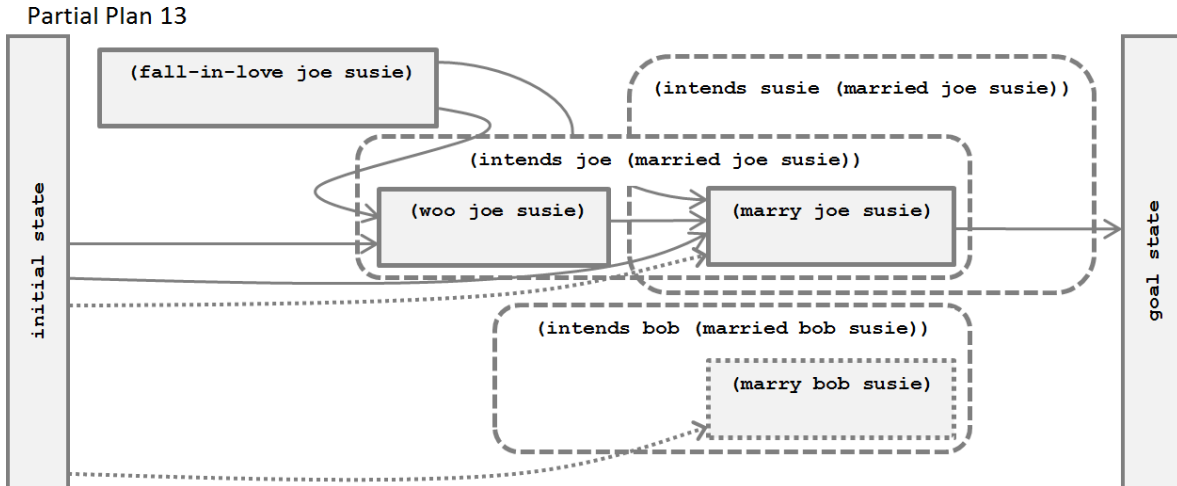 Partial Plan 13
initial state
(fall-in-love joe susie)
(intends susie (married joe susie))
(intends joe (married joe susie))
(woo joe susie)
(marry joe susie)
(intends bob (married bob susie))
(marry bob susie)
goal state